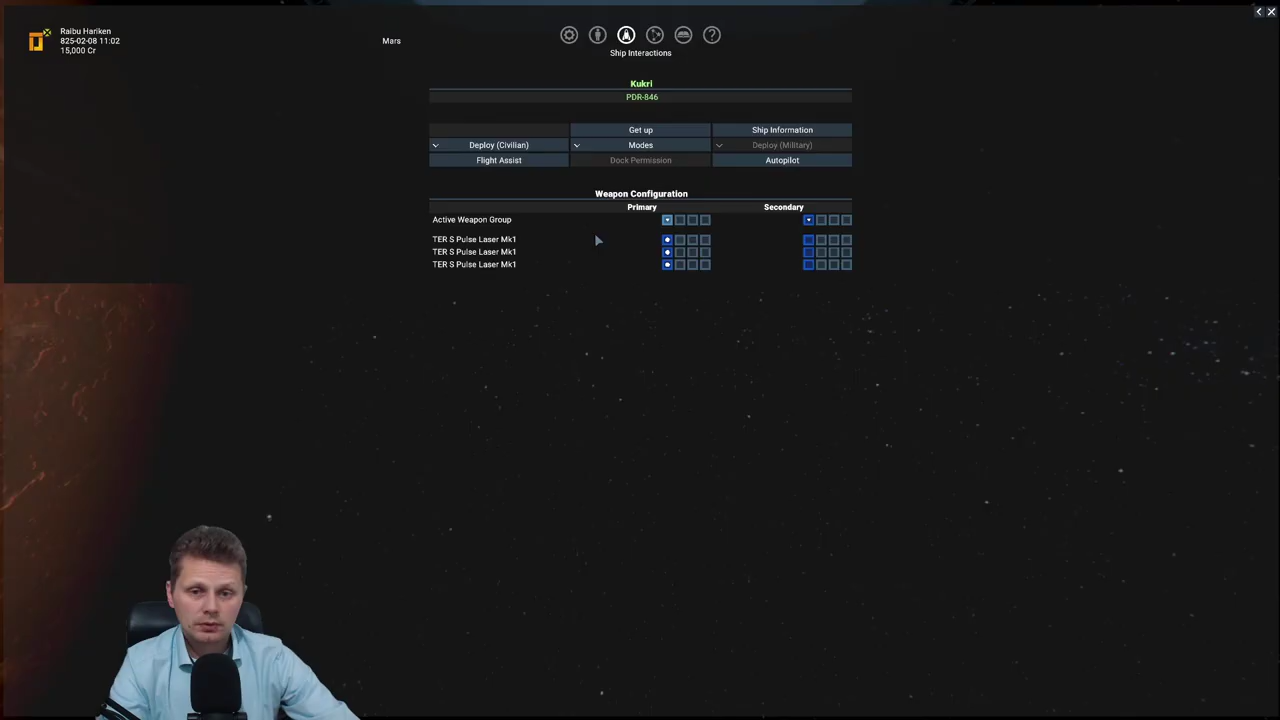 Raibu Hariken
825-02-08 11:02
15,000 Cr
Mars
Ship Interactions
Kukri
PDR-846
Get up
Ship Information
Deploy (Civilian)
Modes
Deploy (Military)
Flight Assist
Dock Permission
Autopilot
Weapon Configuration
Primary
Secondary
Active Weapon Group
TER S Pulse Laser Mk1
TER S Pulse Laser Mk1
TER S Pulse Laser Mk1